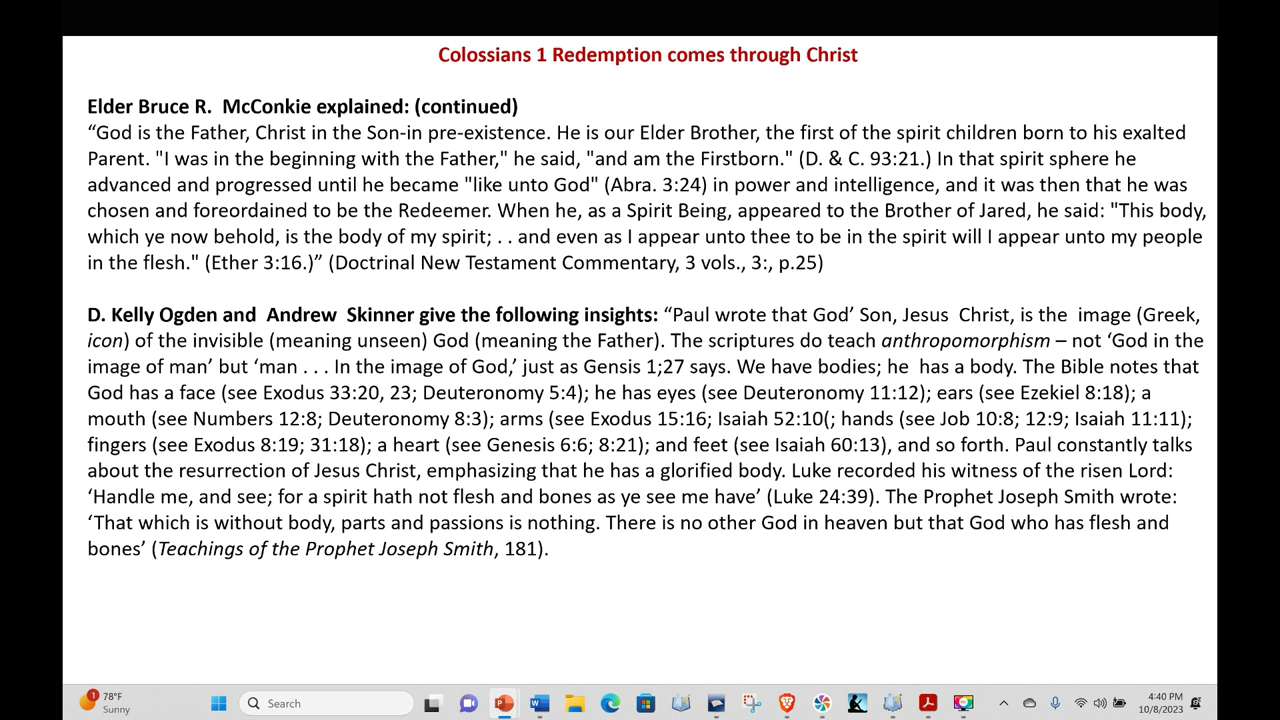 Colossians 1 Redemption comes through Christ
Elder Bruce R.  McConkie explained: (continued)
“God is the Father, Christ in the Son-in pre-existence. He is our Elder Brother, the first of the spirit children born to his exalted
Parent. "I was in the beginning with the Father," he said, "and am the Firstborn." (D. & C. 93:21.) In that spirit sphere he
advanced and progressed until he became "like unto God" (Abra. 3:24) in power and intelligence, and it was then that he was
chosen and foreordained to be the Redeemer. When he, as a Spirit Being, appeared to the Brother of Jared, he said: "This body,
which ye now behold, is the body of my spirit; . . and even as I appear unto thee to be in the spirit will I appear unto my people
in the flesh." (Ether 3:16.)” (Doctrinal New Testament Commentary, 3 vols., 3:, p.25)
D. Kelly Ogden and  Andrew  Skinner give the following insights: “Paul wrote that God’ Son, Jesus  Christ, is the  image (Greek,
icon) of the invisible (meaning unseen) God (meaning the Father). The scriptures do teach anthropomorphism – not ‘God in the
image of man’ but ‘man . . . In the image of God,’ just as Gensis 1;27 says. We have bodies; he  has a body. The Bible notes that
God has a face (see Exodus 33:20, 23; Deuteronomy 5:4); he has eyes (see Deuteronomy 11:12); ears (see Ezekiel 8:18); a
mouth (see Numbers 12:8; Deuteronomy 8:3); arms (see Exodus 15:16; Isaiah 52:10(; hands (see Job 10:8; 12:9; Isaiah 11:11);
fingers (see Exodus 8:19; 31:18); a heart (see Genesis 6:6; 8:21); and feet (see Isaiah 60:13), and so forth. Paul constantly talks
about the resurrection of Jesus Christ, emphasizing that he has a glorified body. Luke recorded his witness of the risen Lord:
‘Handle me, and see; for a spirit hath not flesh and bones as ye see me have’ (Luke 24:39). The Prophet Joseph Smith wrote:
‘That which is without body, parts and passions is nothing. There is no other God in heaven but that God who has flesh and
bones’ (Teachings of the Prophet Joseph Smith, 181).
1
78°F
Sunny
Search
4:40 PM
10/8/2023